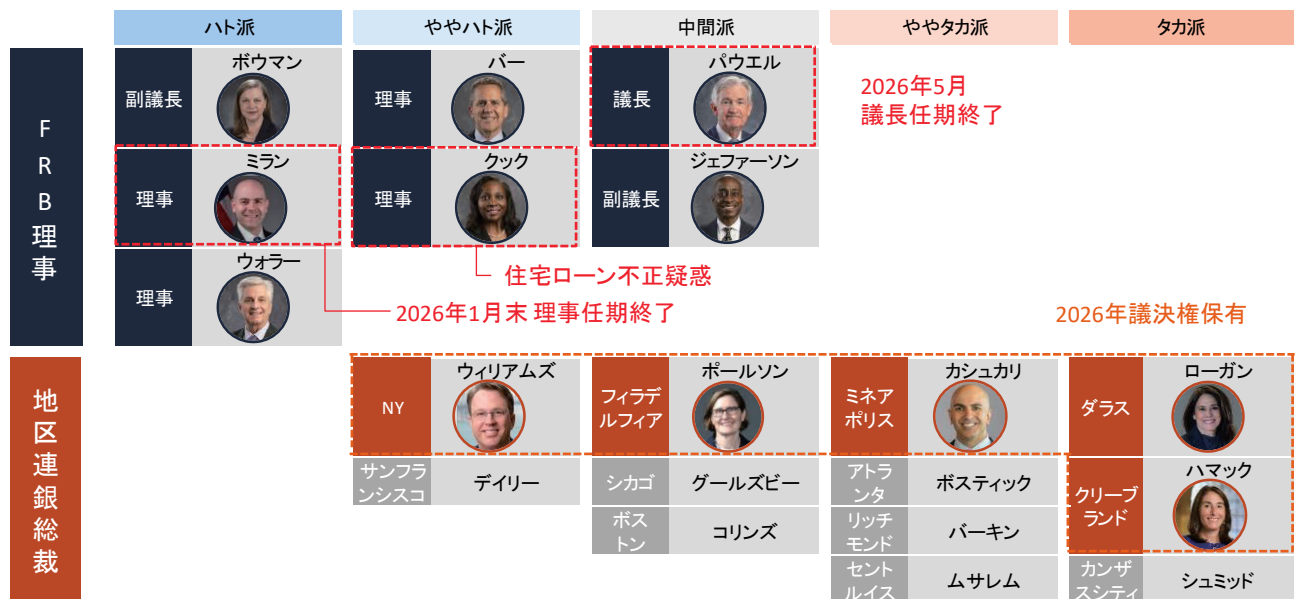 ハト派
ややハト派
中間派
ややタカ派
タカ派
FRB理事
副議長
ボウマン
理事
バー
議長
パウエル
2026年5月
議長任期終了
理事
ミラン
理事
クック
副議長
ジェファーソン
理事
ウォラー
住宅ローン不正疑惑
2026年1月末 理事任期終了
2026年議決権保有
地区連銀総裁
NY
ウィリアムズ
フィラデ
ルフィア
ポールソン
ミネア
ポリス
カシュカリ
ダラス
ローガン
サンフラ
ンシスコ
デイリー
シカゴ
グールズビー
アトラ
ンタ
ボスティック
クリーブ
ランド
ハマック
ボス
トン
コリンズ
リッチ
モンド
バーキン
セント
ルイス
ムサレム
カンザ
スシティ
シュミッド